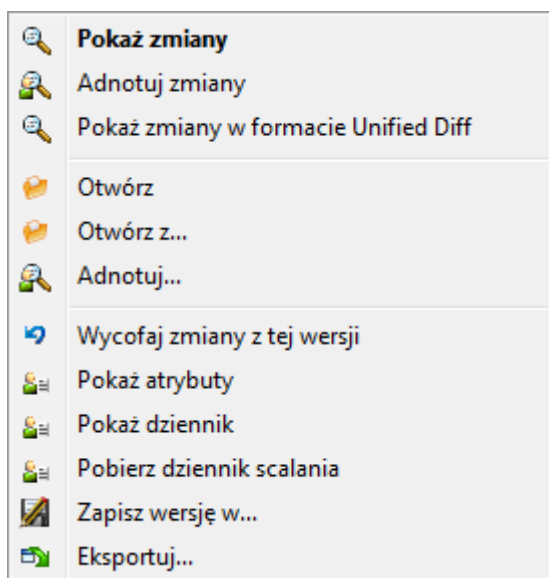 Pokaż zmiany
Adnotuj zmiany
Pokaż zmiany w formacie Unified Diff
Otwórz
Otwórz z...
Adnotuj...
Wycofaj zmiany z tej wersji
Pokaż atrybuty
Pokaż dziennik
Pobierz dziennik scalania
Zapisz wersję w...
Eksportuj...